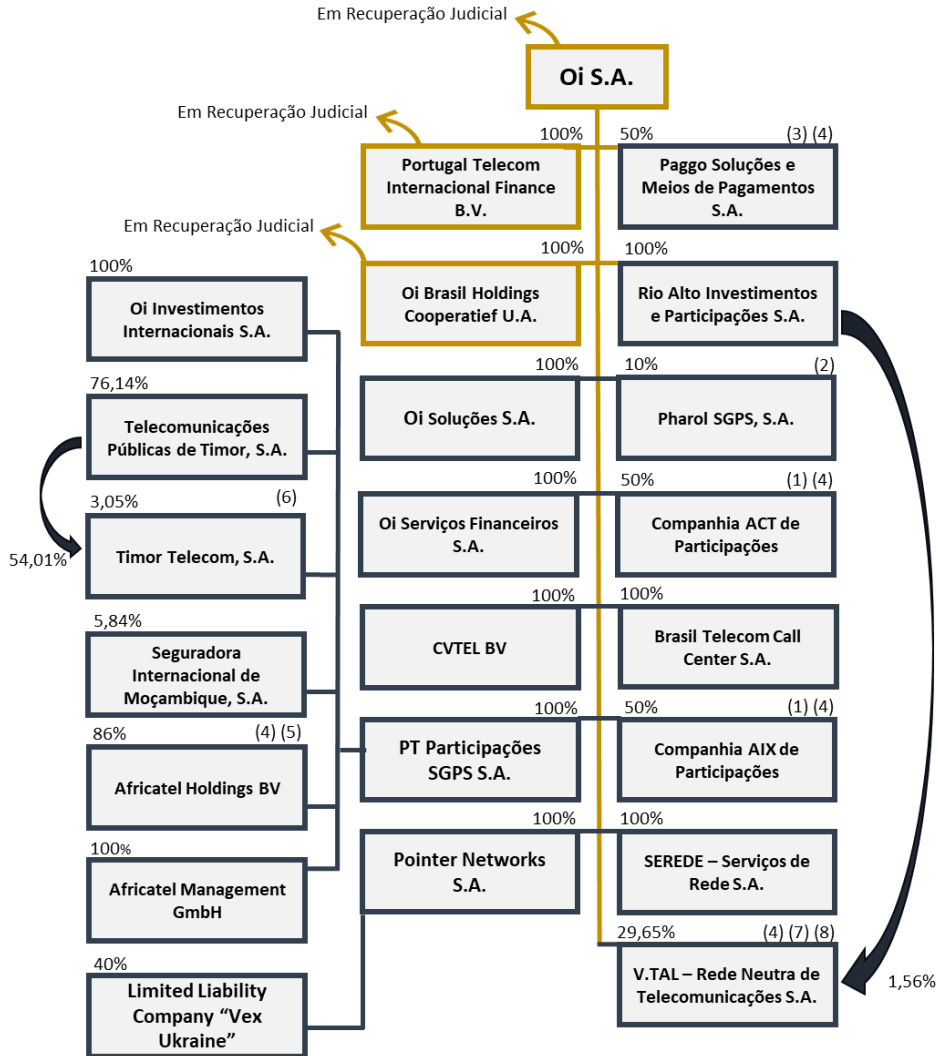 Em Recuperação Judicial
Oi S.A.
Em Recuperação Judicial
100%
Portugal Telecom
Internacional Finance
B.V.
50%
(3) (4)
Paggo Soluções e
Meios de Pagamentos
S.A.
Em Recuperação Judicial
100%
Oi Brasil Holdings
Cooperatief U.A.
100%
Rio Alto Investimentos
e Participações S.A.
100%
Oi Investimentos
Internacionais S.A.
100%
Oi Soluções S.A.
10%
(2)
Pharol SGPS, S.A.
76,14%
Telecomunicações
Públicas de Timor, S.A.
100%
Oi Serviços Financeiros
S.A.
50%
(1) (4)
Companhia ACT de
Participações
3,05%
(6)
Timor Telecom, S.A.
54,01%
100%
CVTEL BV
100%
Brasil Telecom Call
Center S.A.
5,84%
Seguradora
Internacional de
Moçambique, S.A.
100%
PT Participações
SGPS S.A.
50%
(1) (4)
Companhia AIX de
Participações
86%
(4) (5)
Africatel Holdings BV
100%
Pointer Networks
S.A.
100%
SEREDE – Serviços de
Rede S.A.
100%
Africatel Management
GmbH
29,65%
(4) (7) (8)
V.TAL – Rede Neutra de
Telecomunicações S.A.
1,56%
40%
Limited Liability
Company “Vex
Ukraine”